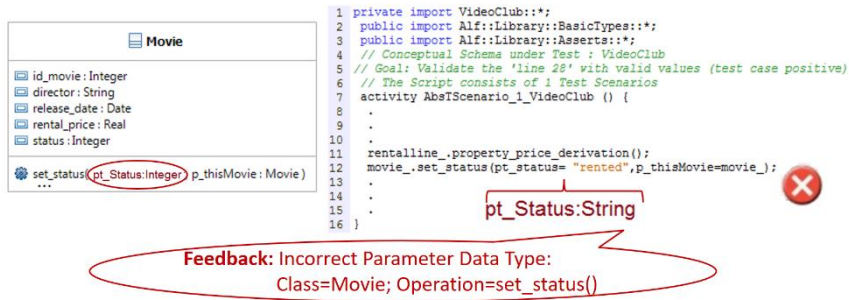 Movie
id_movie : Integer
director : String
release_date : Date
rental_price : Real
status : Integer
set_status( pt_Status:Integer, p_thisMovie : Movie )
...
1 private import VideoClub::*;
2 public import Alf::Library::BasicTypes::*;
3 public import Alf::Library::Asserts::*;
4 // Conceptual Schema under Test : VideoClub
5 // Goal: Validate the 'line 28' with valid values (test case positive)
6 // The Script consists of 1 Test Scenarios
7 activity AbsTScenario_1_VideoClub () {
8 .
9 .
10 .
11 rentalline_.property_price_derivation();
12 movie_.set_status(pt_status= "rented",p_thisMovie=movie_);
13 .
14 .
15 .
16 }
pt_Status:String
Feedback: Incorrect Parameter Data Type:
Class=Movie; Operation=set_status()